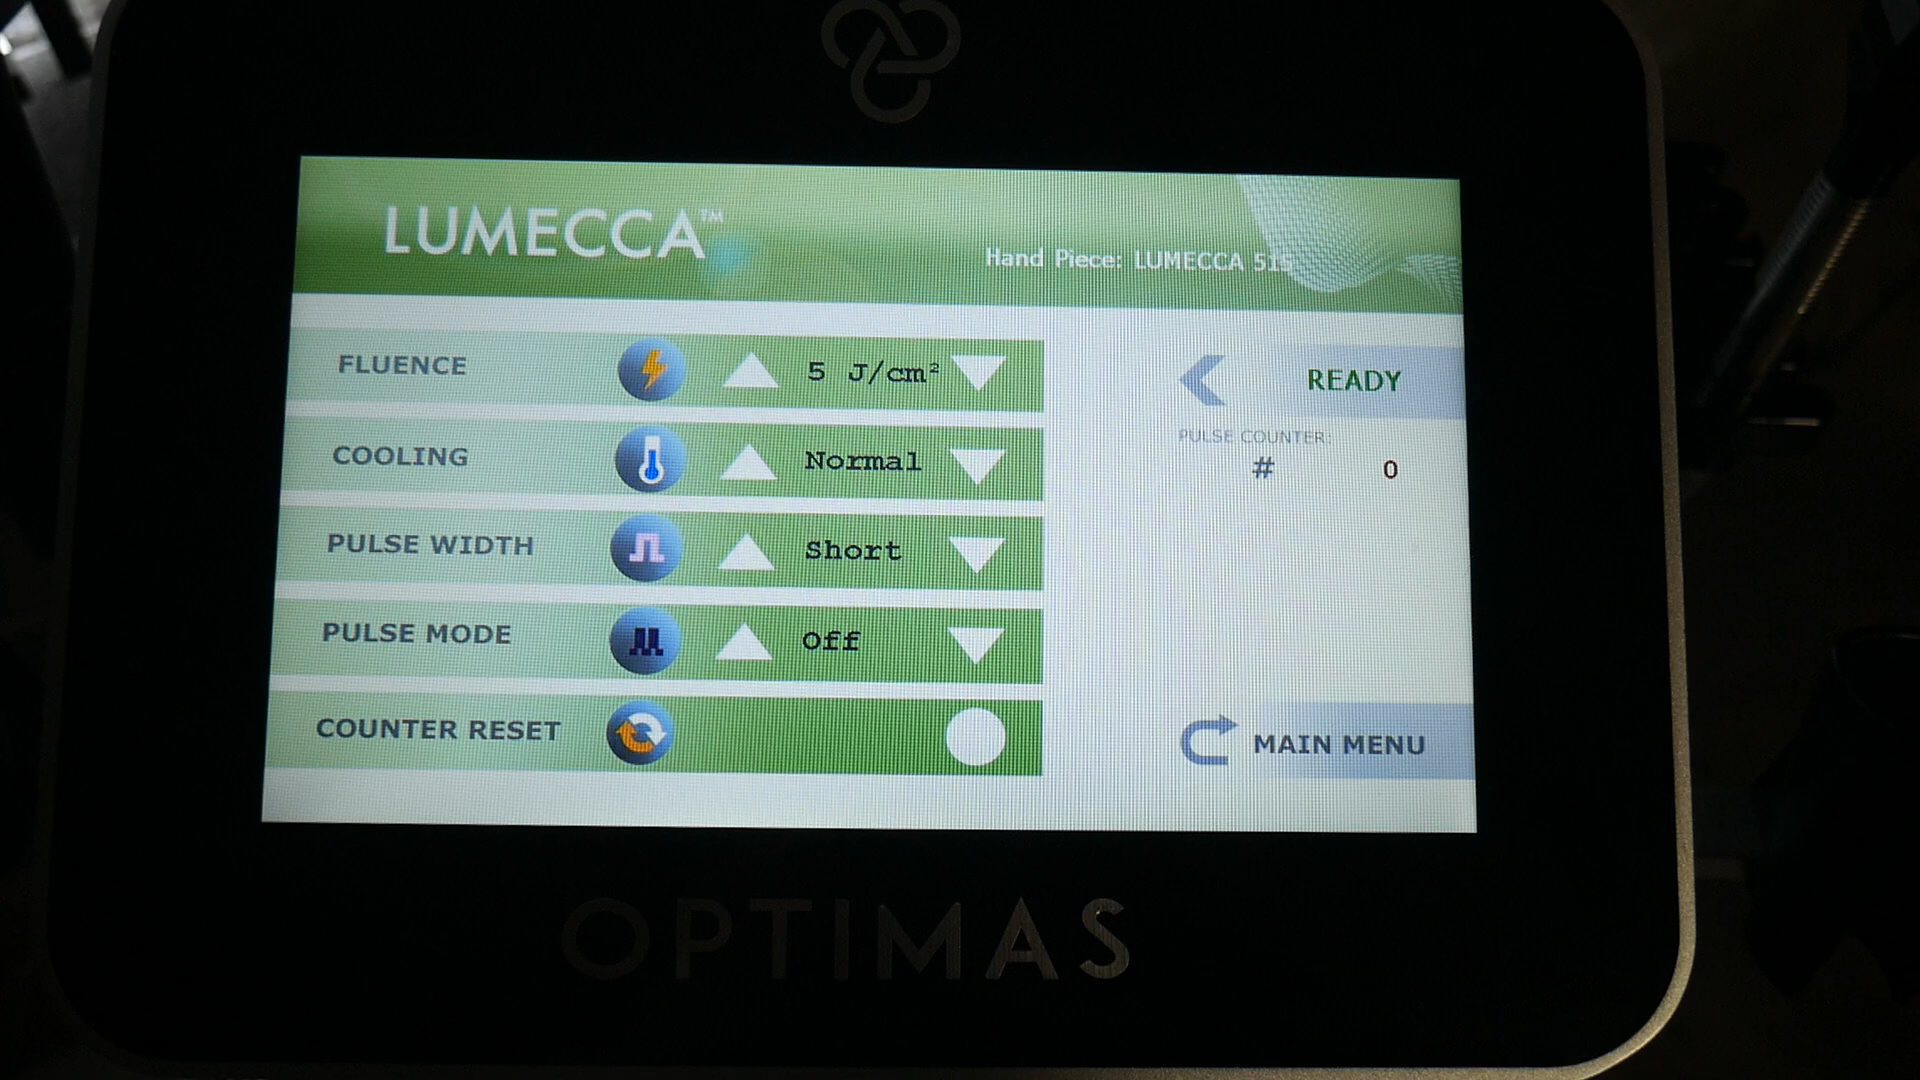 LUMECCA™
Hand Piece: LUMECCA 515
FLUENCE 5 J/cm²
COOLING Normal
PULSE WIDTH Short
PULSE MODE Off
COUNTER RESET
READY
PULSE COUNTER:
# 0
MAIN MENU
OPTIMAS